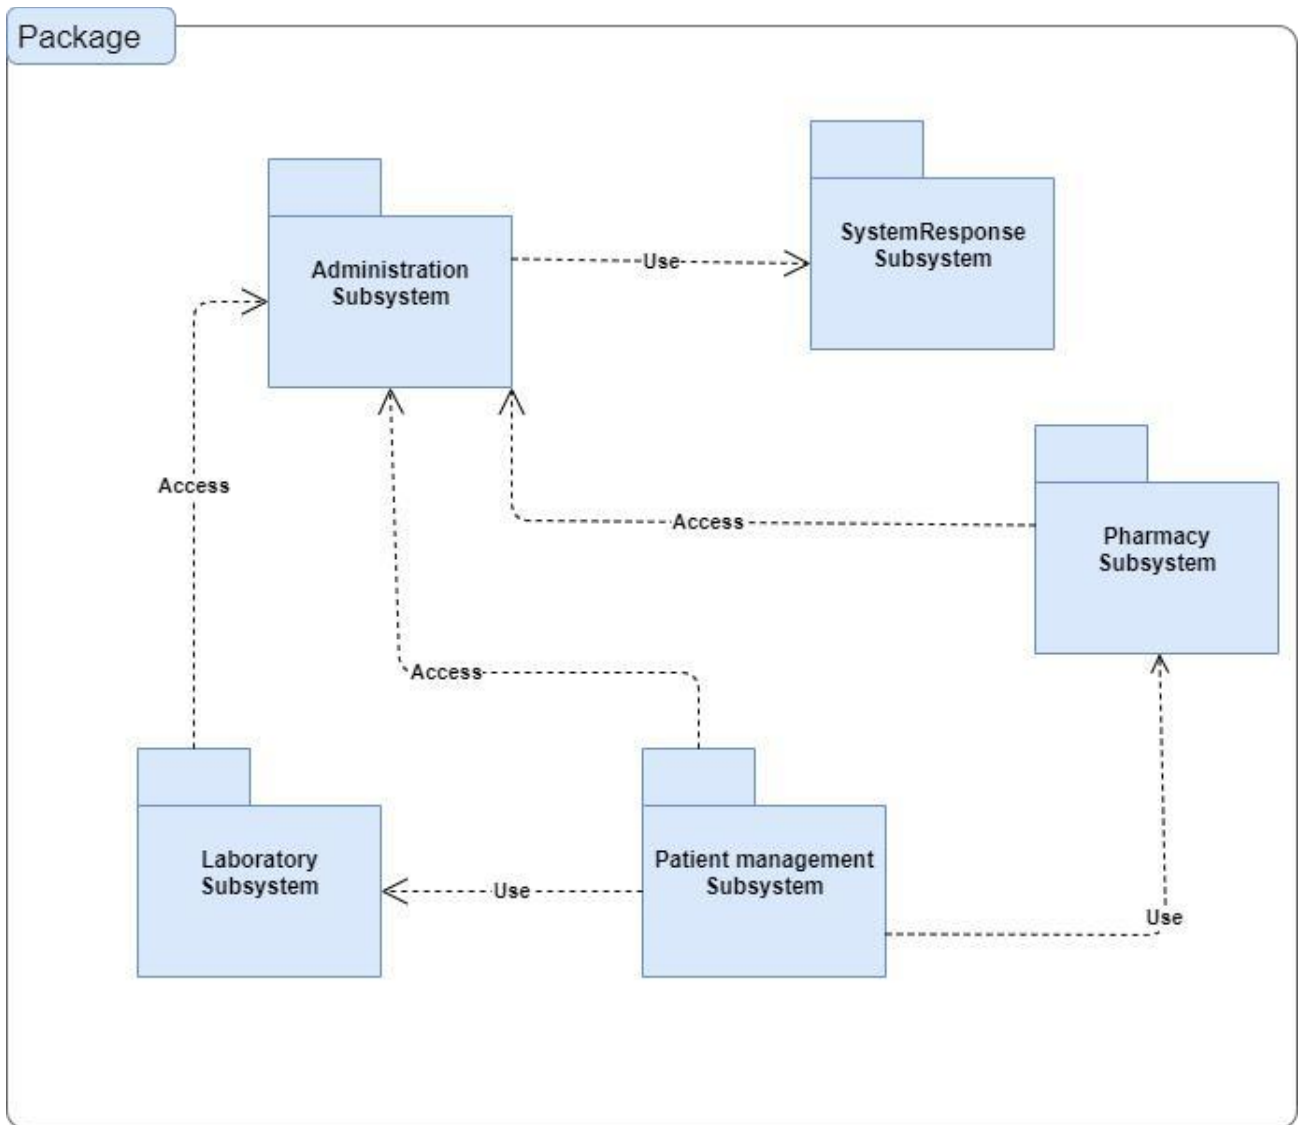 Package
SystemResponse
Subsystem
Administration
Subsystem
Use
Access
Access
Pharmacy
Subsystem
Access
Laboratory
Subsystem
Patient management
Subsystem
Use
Use